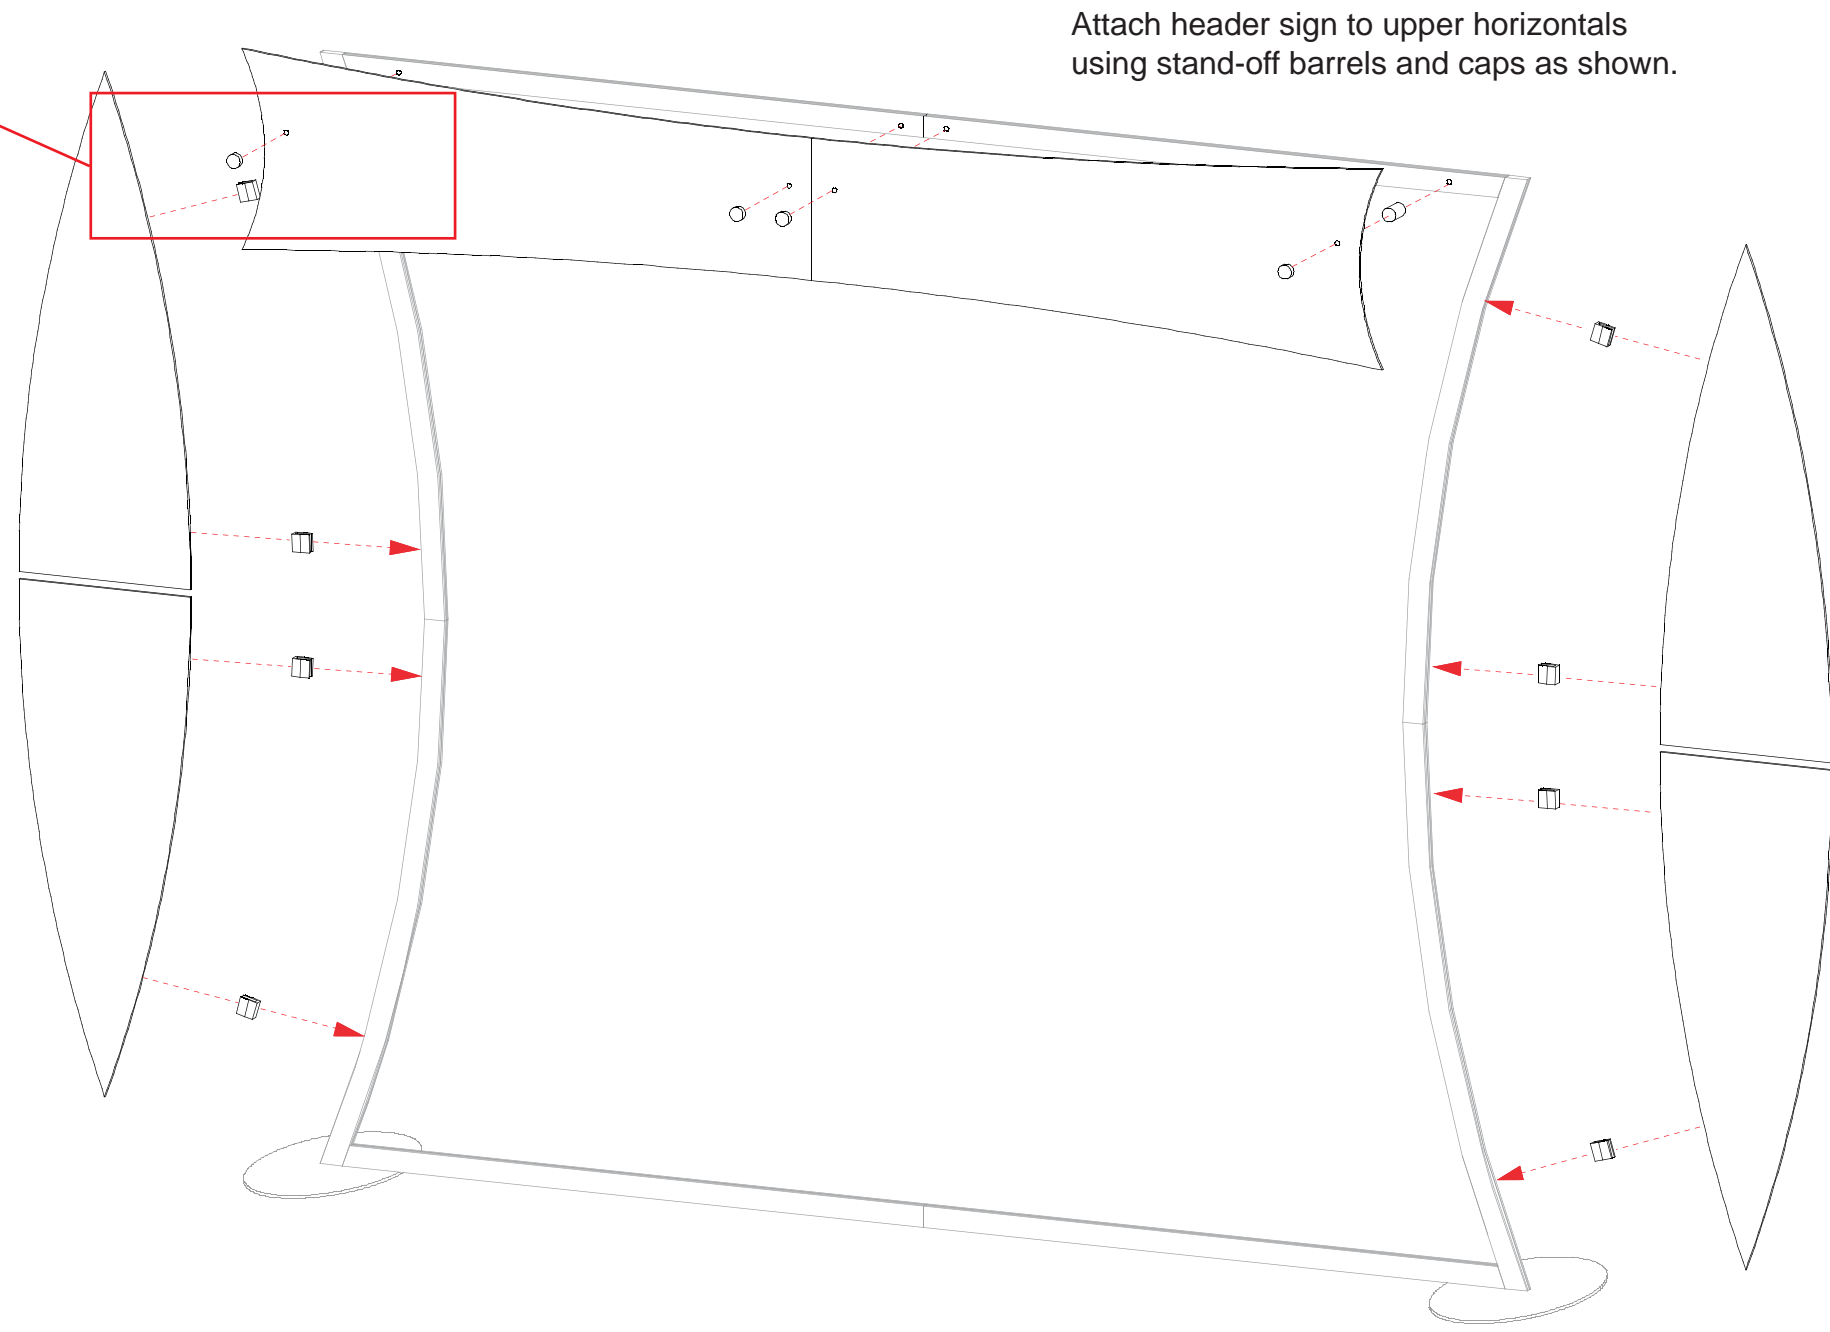 Attach header sign to upper horizontals
using stand-off barrels and caps as shown.